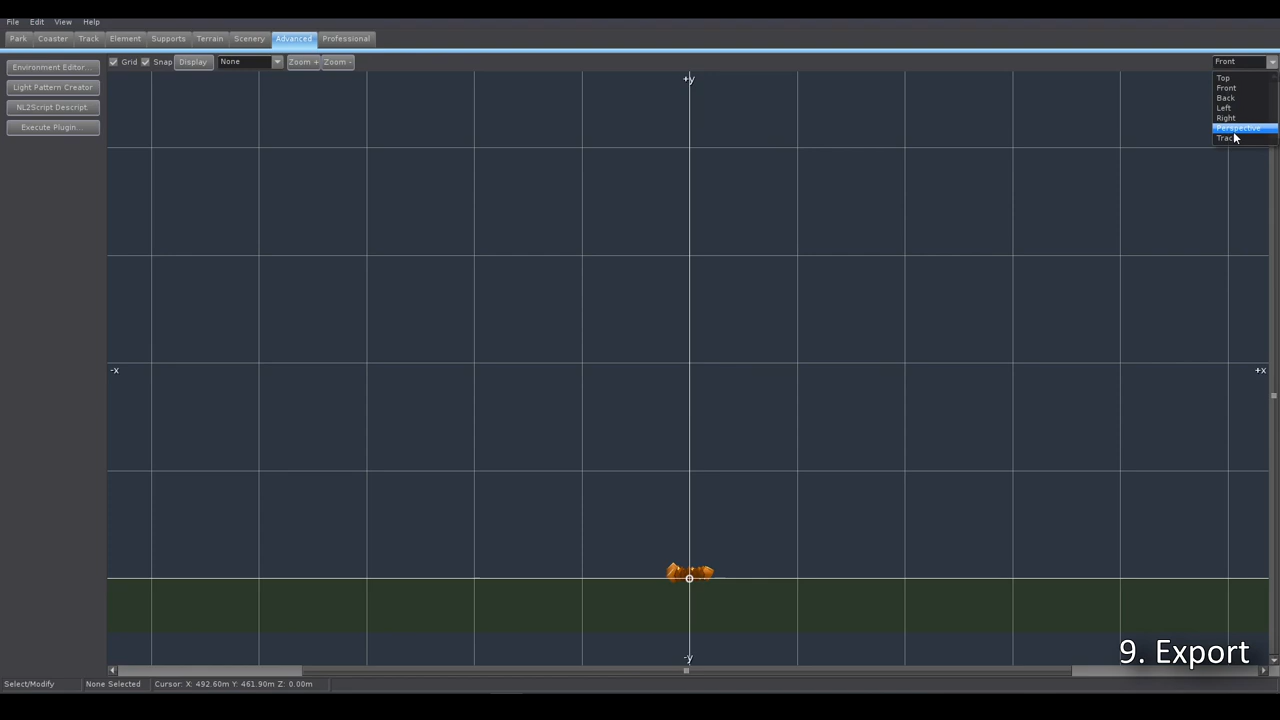 File Edit View Help
Park Coaster Track Element Supports Terrain Scenery Advanced Professional
Environment Editor... Grid Snap Display None Zoom + Zoom - Front
Light Pattern Creator
NL2Script Descript.
Execute Plugin...
Top
Front
Back
Left
Right
Perspective
+y
-x
+x
-y
9. Export
Select/Modify None Selected Cursor: X: 492.60m Y: 461.90m Z: 0.00m